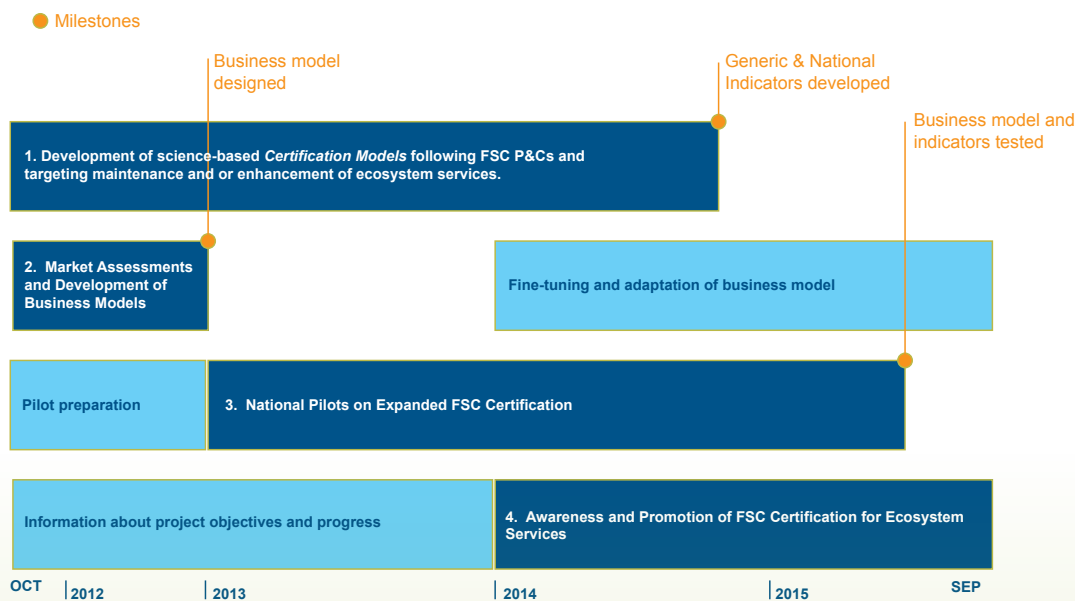 Milestones
Business model
designed
Generic & National
Indicators developed
Business model and
indicators tested
1. Development of science-based Certification Models following FSC P&Cs and
targeting maintenance and or enhancement of ecosystem services.
2. Market Assessments
and Development of
Business Models
Fine-tuning and adaptation of business model
Pilot preparation
3. National Pilots on Expanded FSC Certification
Information about project objectives and progress
4. Awareness and Promotion of FSC Certification for Ecosystem
Services
OCT
2012
2013
2014
2015
SEP